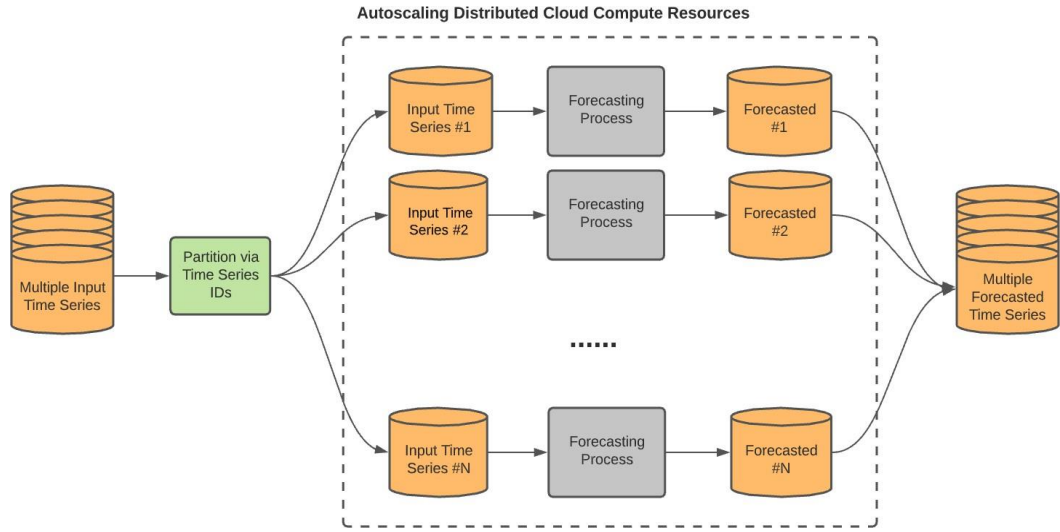 Autoscaling Distributed Cloud Compute Resources
Multiple Input
Time Series
Partition via
Time Series
IDs
Input Time
Series #1
Forecasting
Process
Forecasted
#1
Input Time
Series #2
Forecasting
Process
Forecasted
#2
......
Input Time
Series #N
Forecasting
Process
Forecasted
#N
Multiple
Forecasted
Time Series